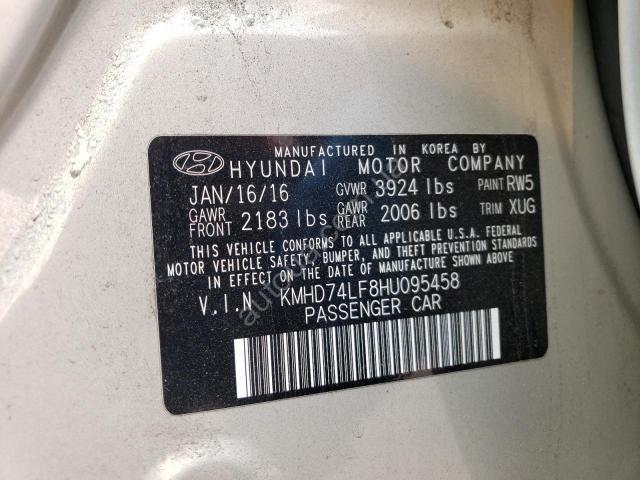 MANUFACTURED IN KOREA BY
HYUNDAI MOTOR COMPANY
JAN/16/16 GVWR 3924 lbs PAINT RW5
GAWR FRONT 2183 lbs GAWR REAR 2006 lbs TRIM XUG
THIS VEHICLE CONFORMS TO ALL APPLICABLE U.S.A. FEDERAL
MOTOR VEHICLE SAFETY, BUMPER, AND THEFT PREVENTION STANDARDS
IN EFFECT ON THE DATE OF MANUFACTURE SHOWN ABOVE.
V.I.N KMHD74LF8HU095458
PASSENGER CAR